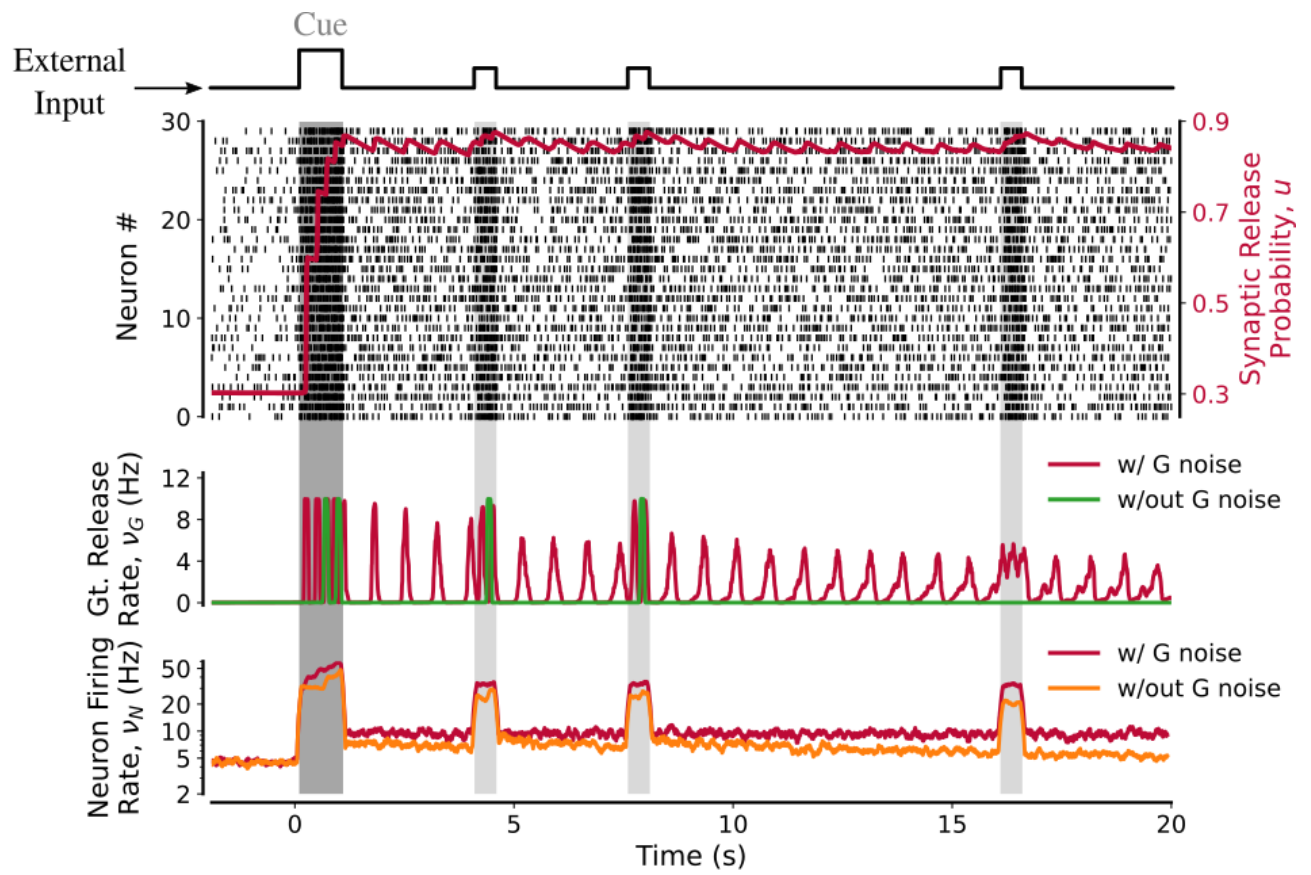 Cue
External
Input
30
20
10
0
Neuron #
0.9
0.7
0.5
0.3
Synaptic Release
Probability, u
12
8
4
0
Gt. Release
Rate, ν_G (Hz)
w/ G noise
w/out G noise
50
20
10
5
2
Neuron Firing
Rate, ν_N (Hz)
w/ G noise
w/out G noise
0 5 10 15 20
Time (s)